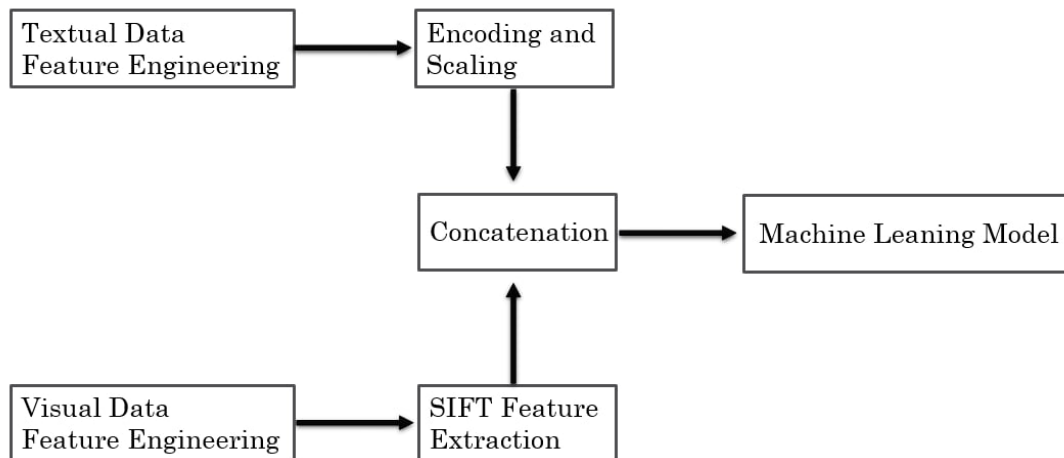 Textual Data
Feature Engineering
Encoding and
Scaling
Concatenation
Machine Leaning Model
Visual Data
Feature Engineering
SIFT Feature
Extraction